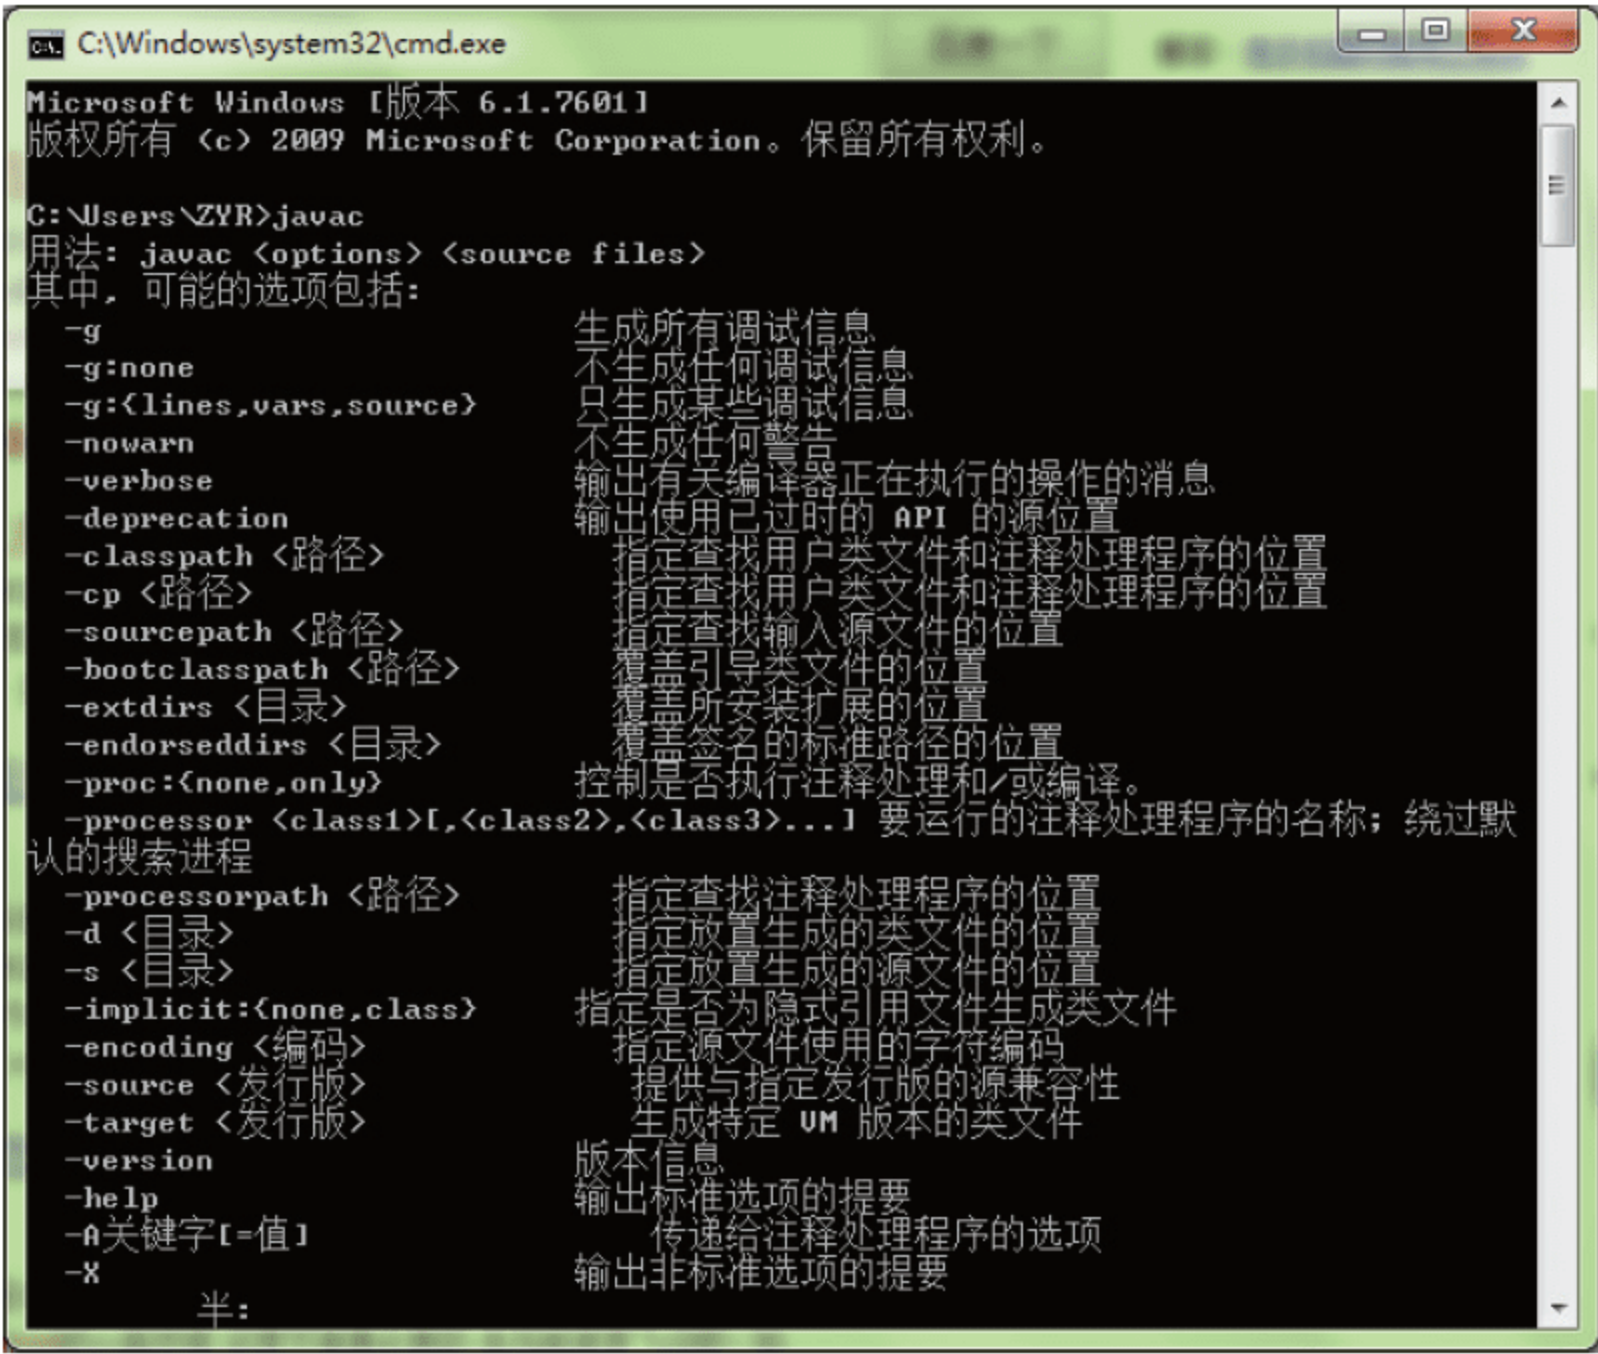 C:\Windows\system32\cmd.exe
Microsoft Windows [版本 6.1.7601]
版权所有 (c) 2009 Microsoft Corporation。保留所有权利。
C:\Users\ZYR>javac
用法: javac <options> <source files>
其中, 可能的选项包括:
-g 生成所有调试信息
-g:none 不生成任何调试信息
-g:{lines,vars,source} 只生成某些调试信息
-nowarn 不生成任何警告
-verbose 输出有关编译器正在执行的操作的消息
-deprecation 输出使用已过时的 API 的源位置
-classpath <路径> 指定查找用户类文件和注释处理程序的位置
-cp <路径> 指定查找用户类文件和注释处理程序的位置
-sourcepath <路径> 指定查找输入源文件的位置
-bootclasspath <路径> 覆盖引导类文件的位置
-extdirs <目录> 覆盖所安装扩展的位置
-endorseddirs <目录> 覆盖签名的标准路径的位置
-proc:{none,only} 控制是否执行注释处理和/或编译。
-processor <class1>[,<class2>,<class3>...] 要运行的注释处理程序的名称; 绕过默
认的搜索进程
-processorpath <路径> 指定查找注释处理程序的位置
-d <目录> 指定放置生成的类文件的位置
-s <目录> 指定放置生成的源文件的位置
-implicit:{none,class} 指定是否为隐式引用文件生成类文件
-encoding <编码> 指定源文件使用的字符编码
-source <发行版> 提供与指定发行版的源兼容性
-target <发行版> 生成特定 VM 版本的类文件
-version 版本信息
-help 输出标准选项的提要
-A关键字[=值] 传递给注释处理程序的选项
-X 输出非标准选项的提要
半: